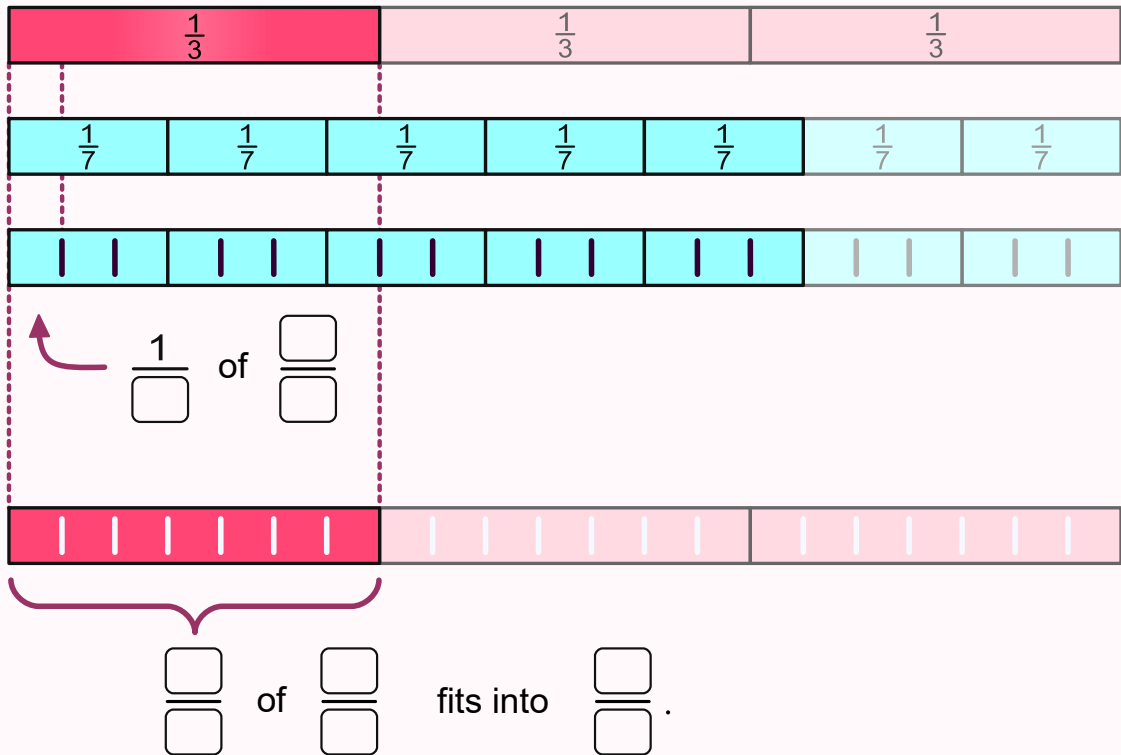 1/3 1/3 1/3
1/7 1/7 1/7 1/7 1/7 1/7 1/7
1/□ of □/□
□/□ of □/□ fits into □/□.